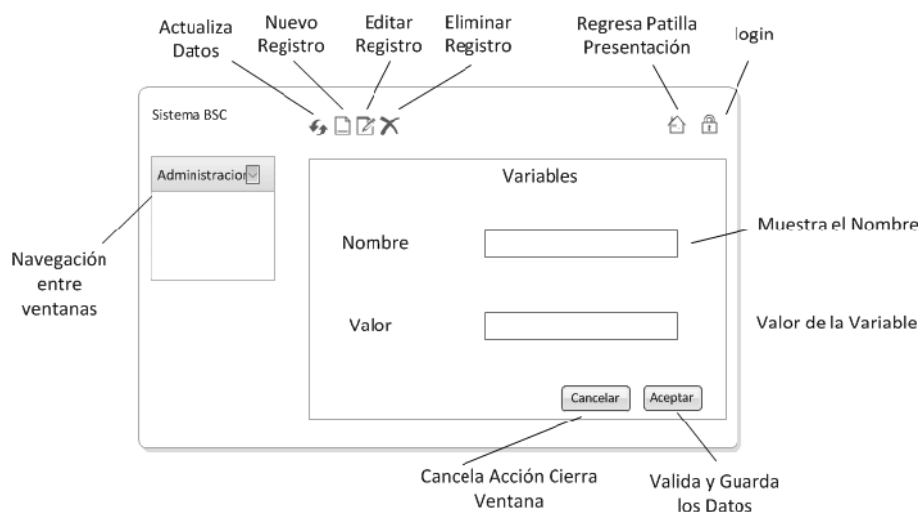 Actualiza
Datos
Nuevo
Registro
Editar
Registro
Eliminar
Registro
Regresa Patilla
Presentación
login
Sistema BSC
Administracion
Variables
Nombre
Muestra el Nombre
Navegación
entre
ventanas
Valor
Valor de la Variable
Cancelar
Aceptar
Cancela Acción Cierra
Ventana
Valida y Guarda
los Datos